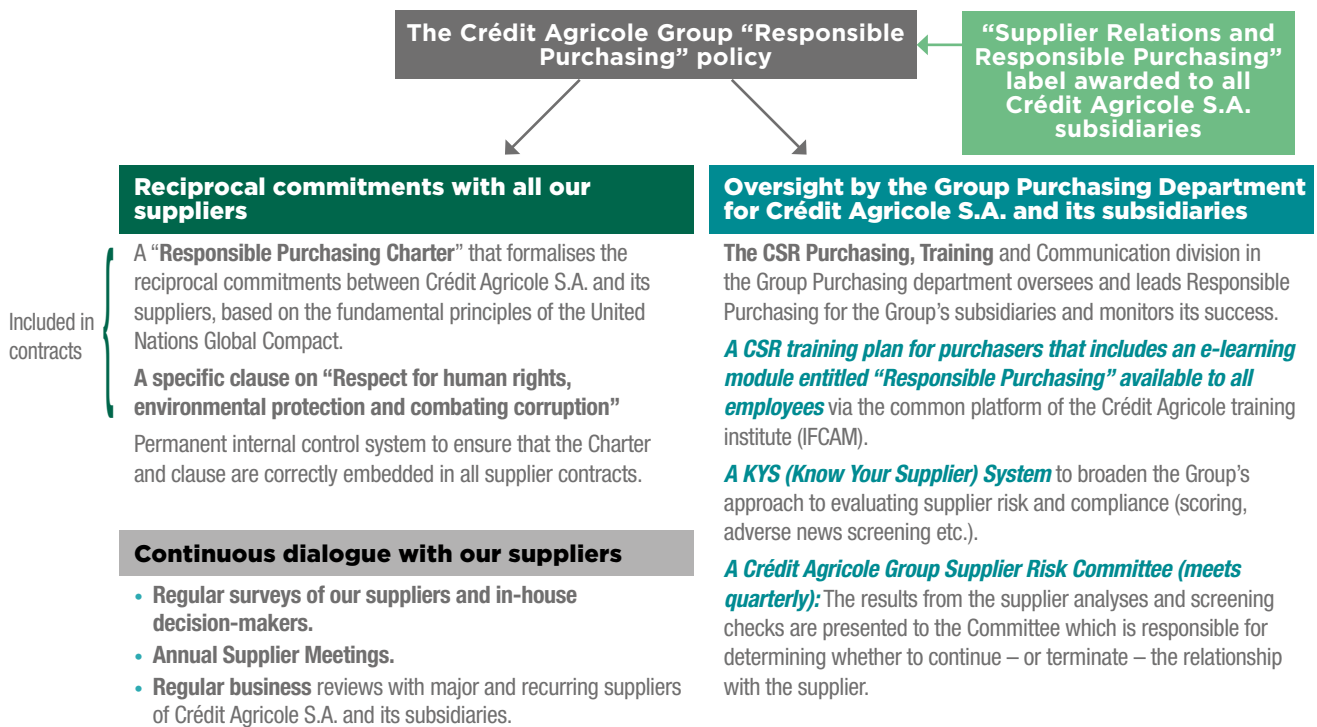 The Crédit Agricole Group “Responsible
Purchasing” policy
“Supplier Relations and
Responsible Purchasing”
label awarded to all
Crédit Agricole S.A.
subsidiaries
Reciprocal commitments with all our
suppliers
Included in
contracts
A “Responsible Purchasing Charter” that formalises the
reciprocal commitments between Crédit Agricole S.A. and its
suppliers, based on the fundamental principles of the United
Nations Global Compact.
A specific clause on “Respect for human rights,
environmental protection and combating corruption”
Permanent internal control system to ensure that the Charter
and clause are correctly embedded in all supplier contracts.
Continuous dialogue with our suppliers
• Regular surveys of our suppliers and in-house
decision-makers.
• Annual Supplier Meetings.
• Regular business reviews with major and recurring suppliers
of Crédit Agricole S.A. and its subsidiaries.
Oversight by the Group Purchasing Department
for Crédit Agricole S.A. and its subsidiaries
The CSR Purchasing, Training and Communication division in
the Group Purchasing department oversees and leads Responsible
Purchasing for the Group’s subsidiaries and monitors its success.
A CSR training plan for purchasers that includes an e-learning
module entitled “Responsible Purchasing” available to all
employees via the common platform of the Crédit Agricole training
institute (IFCAM).
A KYS (Know Your Supplier) System to broaden the Group’s
approach to evaluating supplier risk and compliance (scoring,
adverse news screening etc.).
A Crédit Agricole Group Supplier Risk Committee (meets
quarterly): The results from the supplier analyses and screening
checks are presented to the Committee which is responsible for
determining whether to continue – or terminate – the relationship
with the supplier.